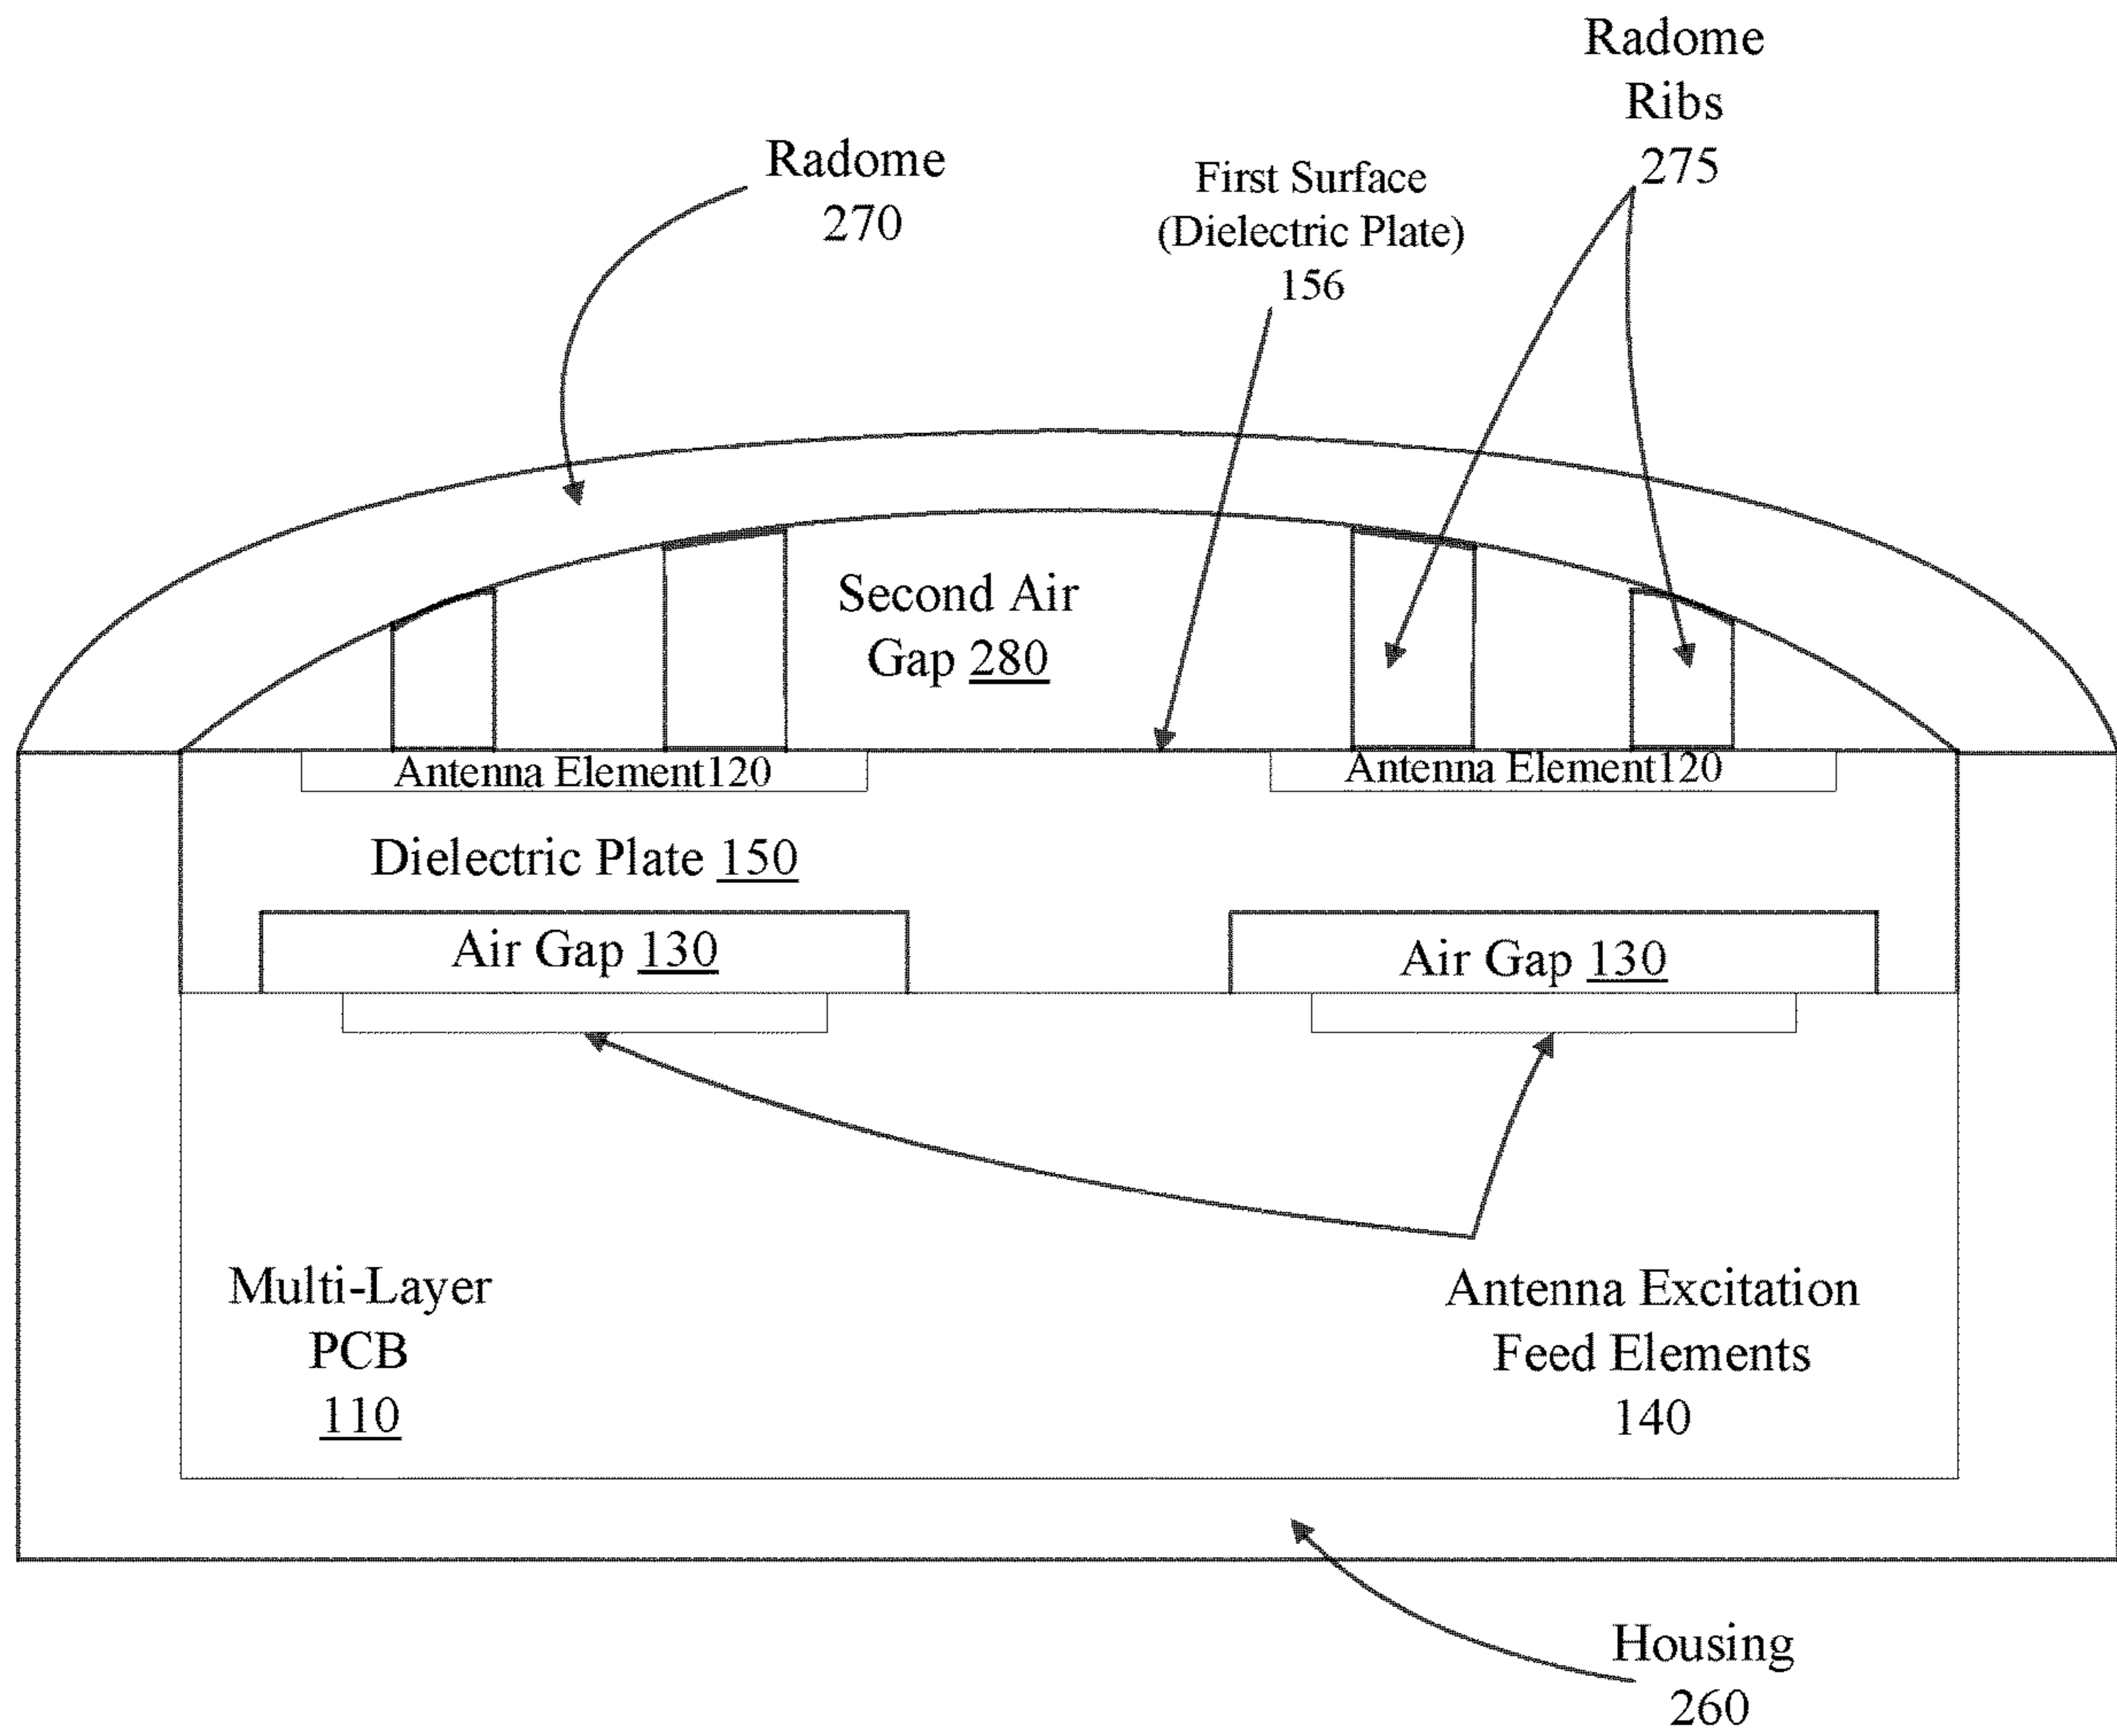 Radome
Ribs
275
Radome
270
First Surface
(Dielectric Plate)
156
Second Air
Gap 280
Antenna Element120
Antenna Element120
Dielectric Plate 150
Air Gap 130
Air Gap 130
Multi-Layer
PCB
110
Antenna Excitation
Feed Elements
140
Housing
260